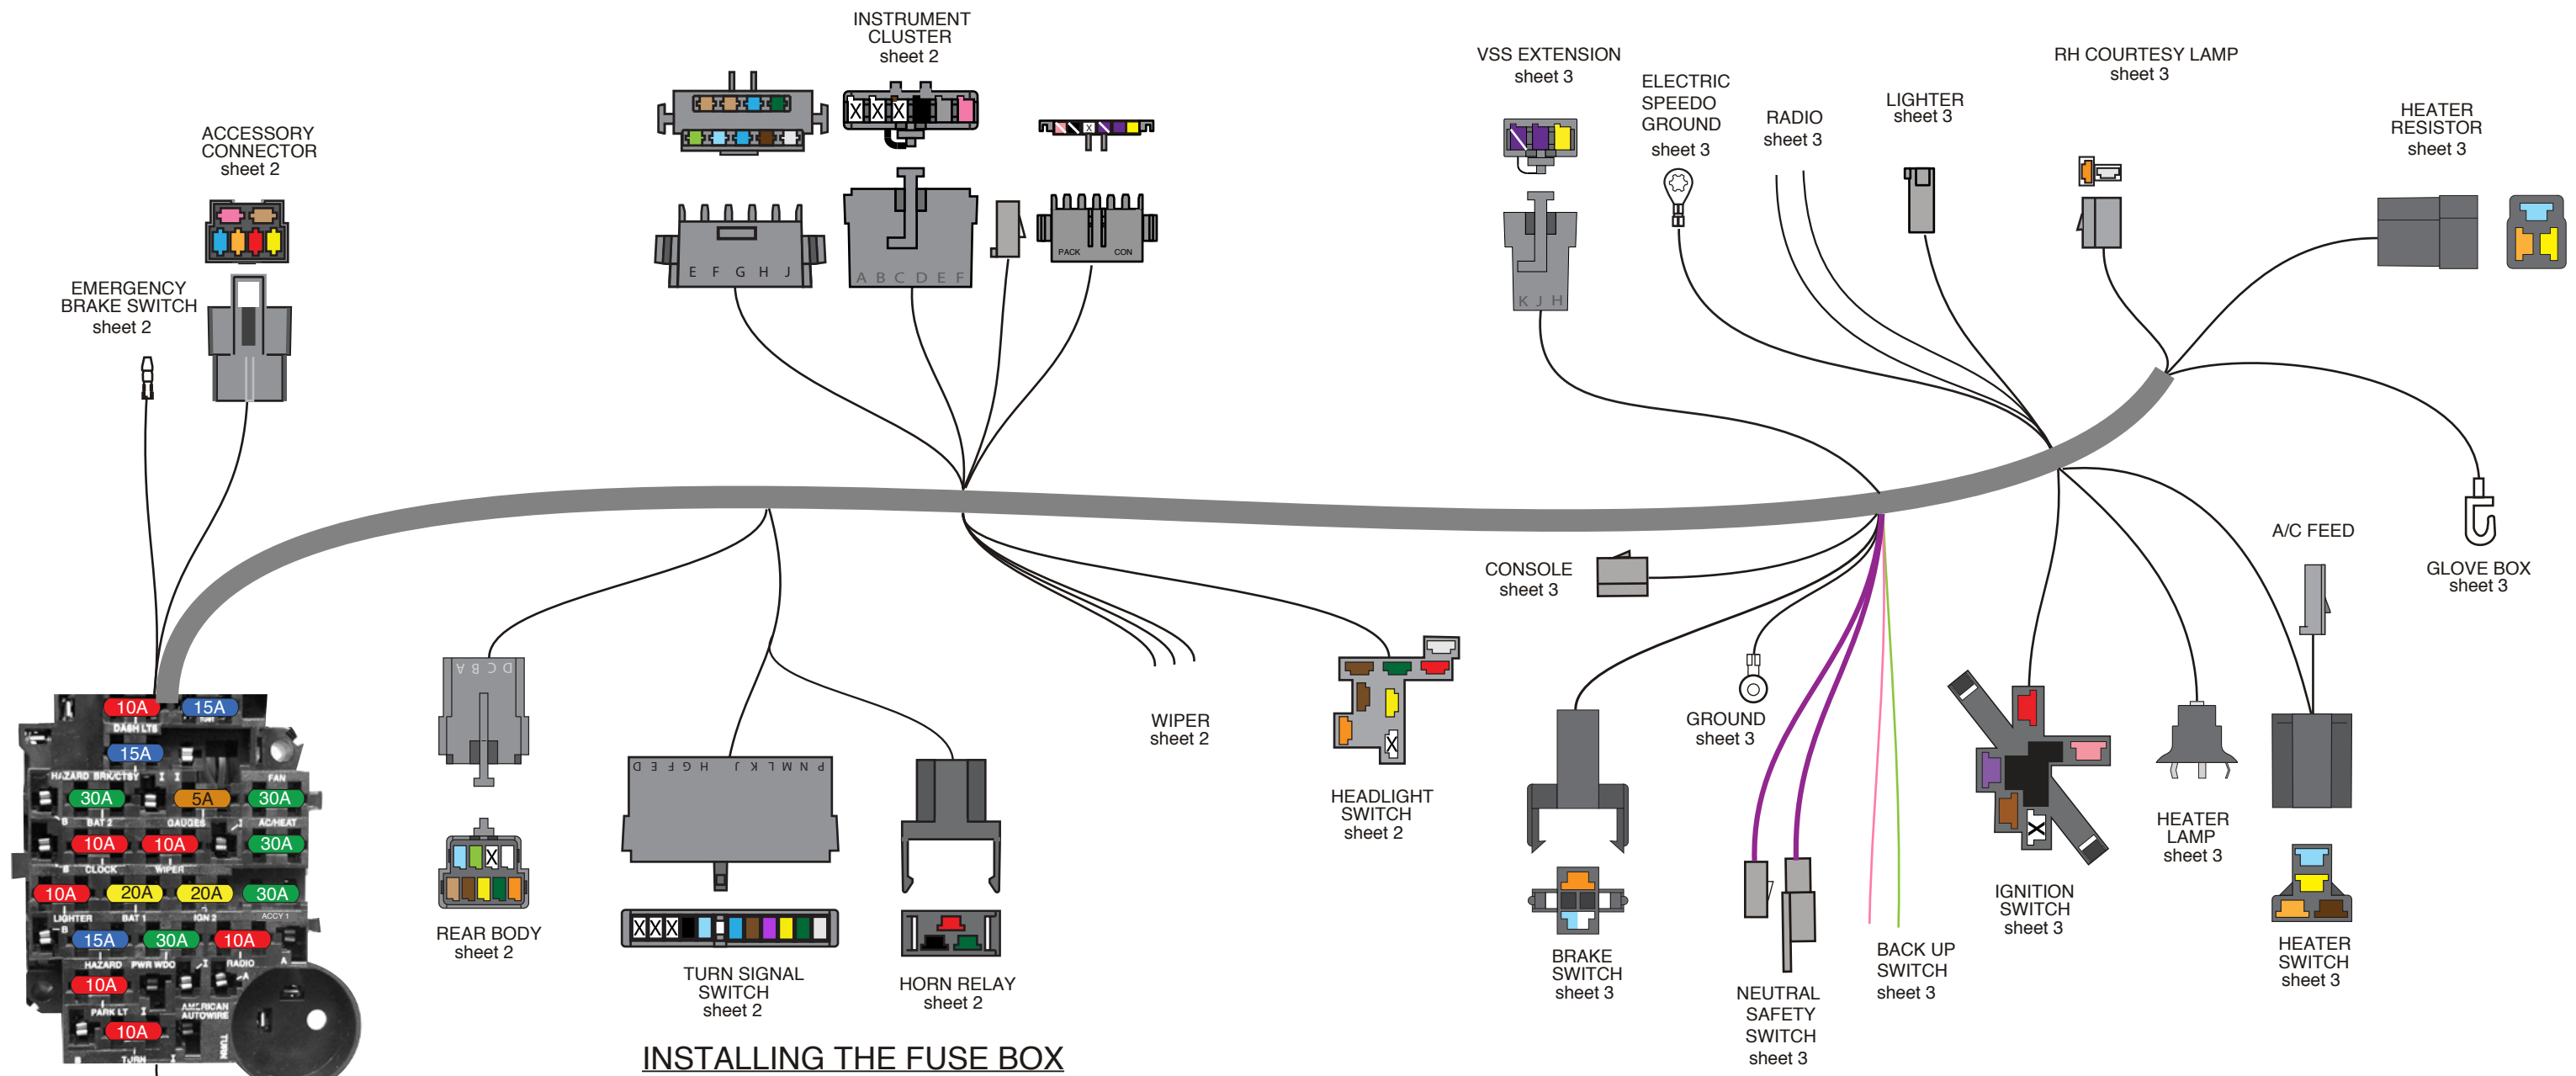 INSTRUMENT
CLUSTER
sheet 2
VSS EXTENSION
sheet 3
ELECTRIC
SPEEDO
GROUND
sheet 3
RADIO
sheet 3
LIGHTER
sheet 3
RH COURTESY LAMP
sheet 3
HEATER
RESISTOR
sheet 3
ACCESSORY
CONNECTOR
sheet 2
EMERGENCY
BRAKE SWITCH
sheet 2
X X X
X
E F G H J
A B C D E F
PACK CON
K J H
CONSOLE
sheet 3
A/C FEED
GLOVE BOX
sheet 3
D C B A
WIPER
sheet 2
GROUND
sheet 3
X
HEADLIGHT
SWITCH
sheet 2
N D E F G H J K L M N P
X
REAR BODY
sheet 2
X X X
TURN SIGNAL
SWITCH
sheet 2
HORN RELAY
sheet 2
BRAKE
SWITCH
sheet 3
NEUTRAL
SAFETY
SWITCH
sheet 3
BACK UP
SWITCH
sheet 3
X
IGNITION
SWITCH
sheet 3
HEATER
LAMP
sheet 3
HEATER
SWITCH
sheet 3
10A 15A
DASH LTS
15A
HAZARD BRK/CTSY I I FAN
30A 5A 30A
B BAT 2 GAUGES I AC/HEAT
10A 10A 30A
B CLOCK WIPER
10A 20A 20A 30A
LIGHTER BAT 1 IGN 2 ACCY 1
B
15A 30A 10A
HAZARD PWR WDO I RADIO A
10A A
PARK LT I AMERICAN
AUTOWIRE
10A
B TURN I TURN
INSTALLING THE FUSE BOX